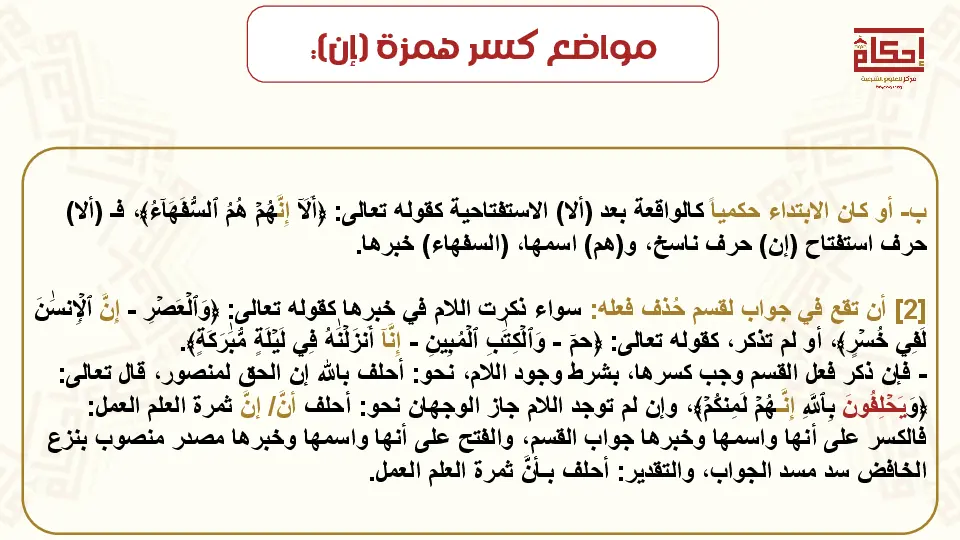 مواضع كسر همزة (إن):
إحكام
مركز للعلوم الشرعية
ب- أو كان الابتداء حكمياً كالواقعة بعد (ألا) الاستفتاحية كقوله تعالى: ﴿أَلَآ إِنَّهُمۡ هُمُ ٱلسُّفَهَآءُ﴾، فـ (ألا)
حرف استفتاح (إن) حرف ناسخ، و(هم) اسمها، (السفهاء) خبرها.
[2] أن تقع في جواب لقسم حُذف فعله: سواء ذكرت اللام في خبرها كقوله تعالى: ﴿وَٱلۡعَصۡرِ - إِنَّ ٱلۡإِنسَٰنَ
لَفِي خُسۡرٍ﴾، أو لم تذكر، كقوله تعالى: ﴿حمٓ - وَٱلۡكِتَٰبِ ٱلۡمُبِينِ - إِنَّآ أَنزَلۡنَٰهُ فِي لَيۡلَةٖ مُّبَٰرَكَةٍ﴾.
- فإن ذكر فعل القسم وجب كسرها، بشرط وجود اللام، نحو: أحلف بالله إن الحق لمنصور، قال تعالى:
﴿وَيَحۡلِفُونَ بِٱللَّهِ إِنَّـهُمۡ لَمِنكُمۡ﴾، وإن لم توجد اللام جاز الوجهان نحو: أحلف أنَّ/ إنَّ ثمرة العلم العمل:
فالكسر على أنها واسمها وخبرها جواب القسم، والفتح على أنها واسمها وخبرها مصدر منصوب بنزع
الخافض سد مسد الجواب، والتقدير: أحلف بـأنَّ ثمرة العلم العمل.